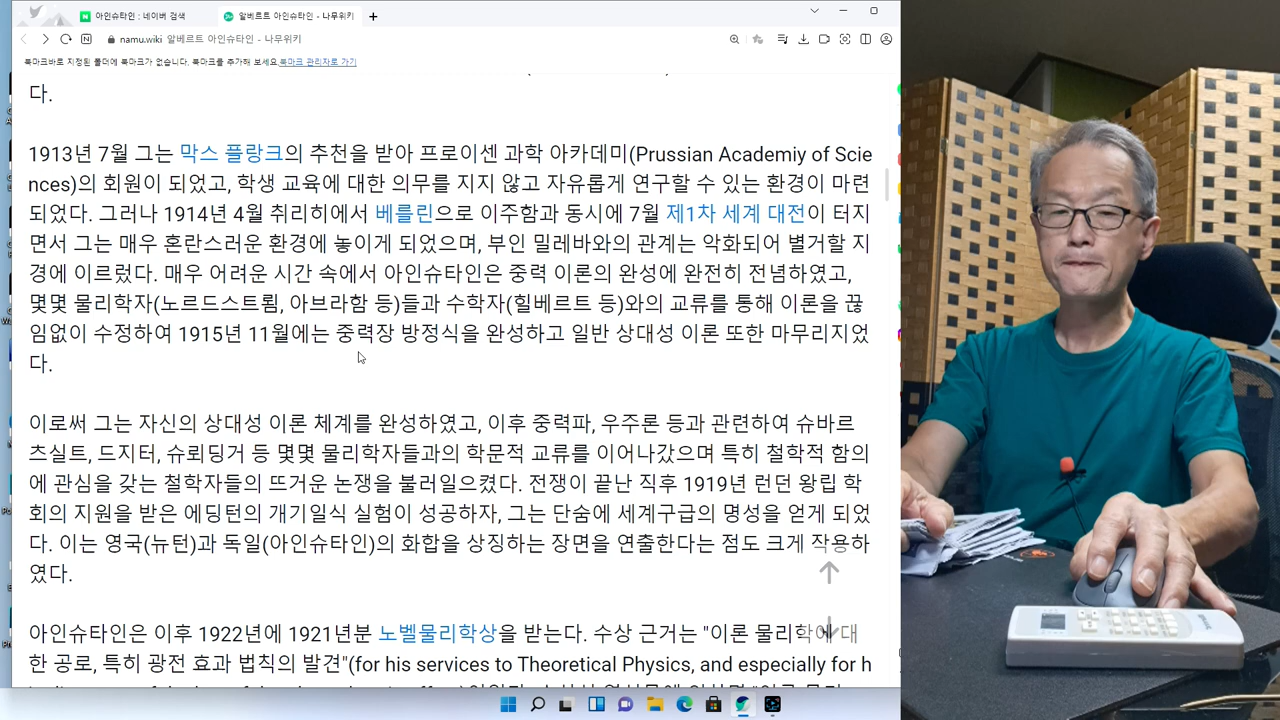 아인슈타인 : 네이버 검색
알베르트 아인슈타인 - 나무위키
namu.wiki 알베르트 아인슈타인 - 나무위키
북마크바로 지정된 폴더에 북마크가 없습니다. 북마크를 추가해 보세요. 북마크 관리자로 가기
다.
1913년 7월 그는 막스 플랑크의 추천을 받아 프로이센 과학 아카데미(Prussian Academiy of Scie
nces)의 회원이 되었고, 학생 교육에 대한 의무를 지지 않고 자유롭게 연구할 수 있는 환경이 마련
되었다. 그러나 1914년 4월 취리히에서 베를린으로 이주함과 동시에 7월 제1차 세계 대전이 터지
면서 그는 매우 혼란스러운 환경에 놓이게 되었으며, 부인 밀레바와의 관계는 악화되어 별거할 지
경에 이르렀다. 매우 어려운 시간 속에서 아인슈타인은 중력 이론의 완성에 완전히 전념하였고,
몇몇 물리학자(노르드스트룀, 아브라함 등)들과 수학자(힐베르트 등)와의 교류를 통해 이론을 끊
임없이 수정하여 1915년 11월에는 중력장 방정식을 완성하고 일반 상대성 이론 또한 마무리지었
다.
이로써 그는 자신의 상대성 이론 체계를 완성하였고, 이후 중력파, 우주론 등과 관련하여 슈바르
츠실트, 드지터, 슈뢰딩거 등 몇몇 물리학자들과의 학문적 교류를 이어나갔으며 특히 철학적 함의
에 관심을 갖는 철학자들의 뜨거운 논쟁을 불러일으켰다. 전쟁이 끝난 직후 1919년 런던 왕립 학
회의 지원을 받은 에딩턴의 개기일식 실험이 성공하자, 그는 단숨에 세계구급의 명성을 얻게 되었
다. 이는 영국(뉴턴)과 독일(아인슈타인)의 화합을 상징하는 장면을 연출한다는 점도 크게 작용하
였다.
아인슈타인은 이후 1922년에 1921년분 노벨물리학상을 받는다. 수상 근거는 "이론 물리학에 대
한 공로, 특히 광전 효과 법칙의 발견"(for his services to Theoretical Physics, and especially for h